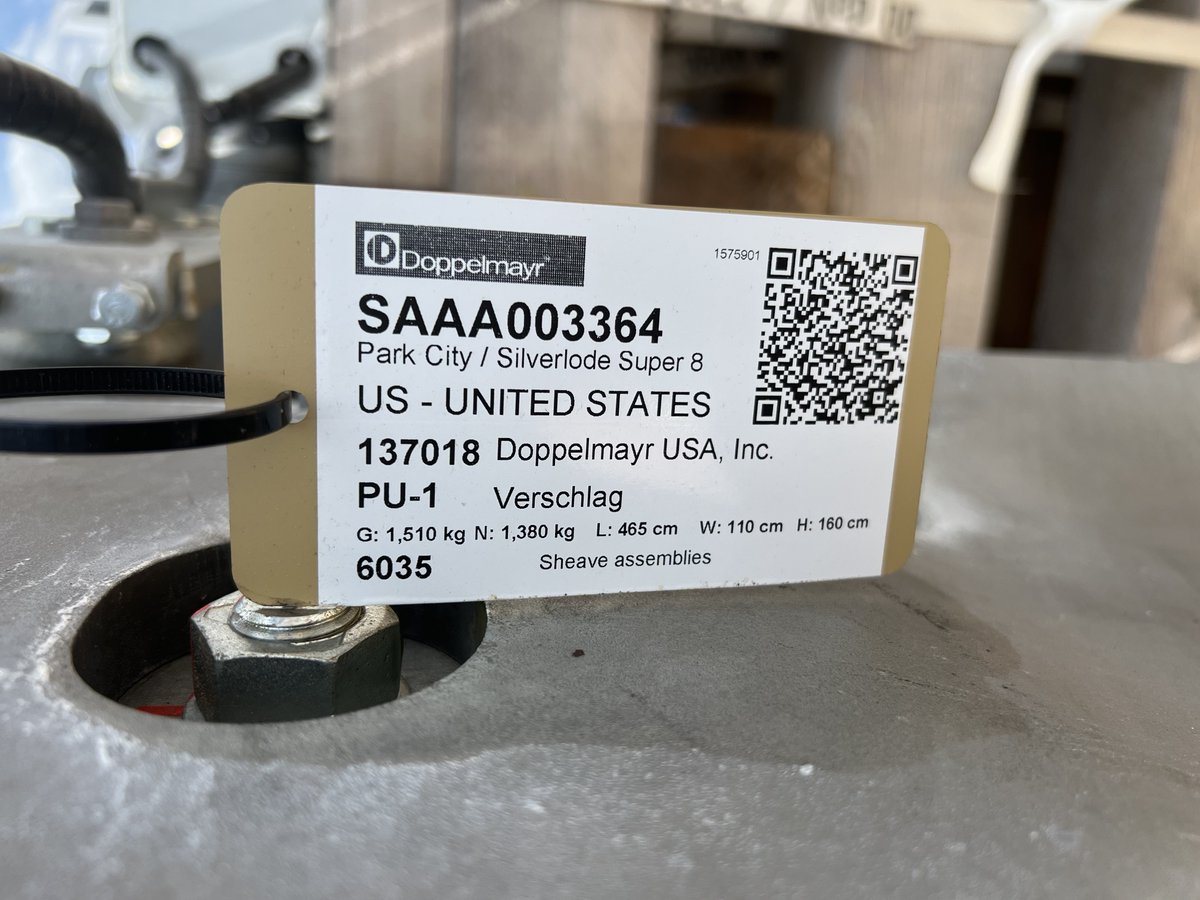 Doppelmayr
1575901
SAAA003364
Park City / Silverlode Super 8
US - UNITED STATES
137018 Doppelmayr USA, Inc.
PU-1 Verschlag
G: 1,510 kg N: 1,380 kg L: 465 cm W: 110 cm H: 160 cm
6035 Sheave assemblies